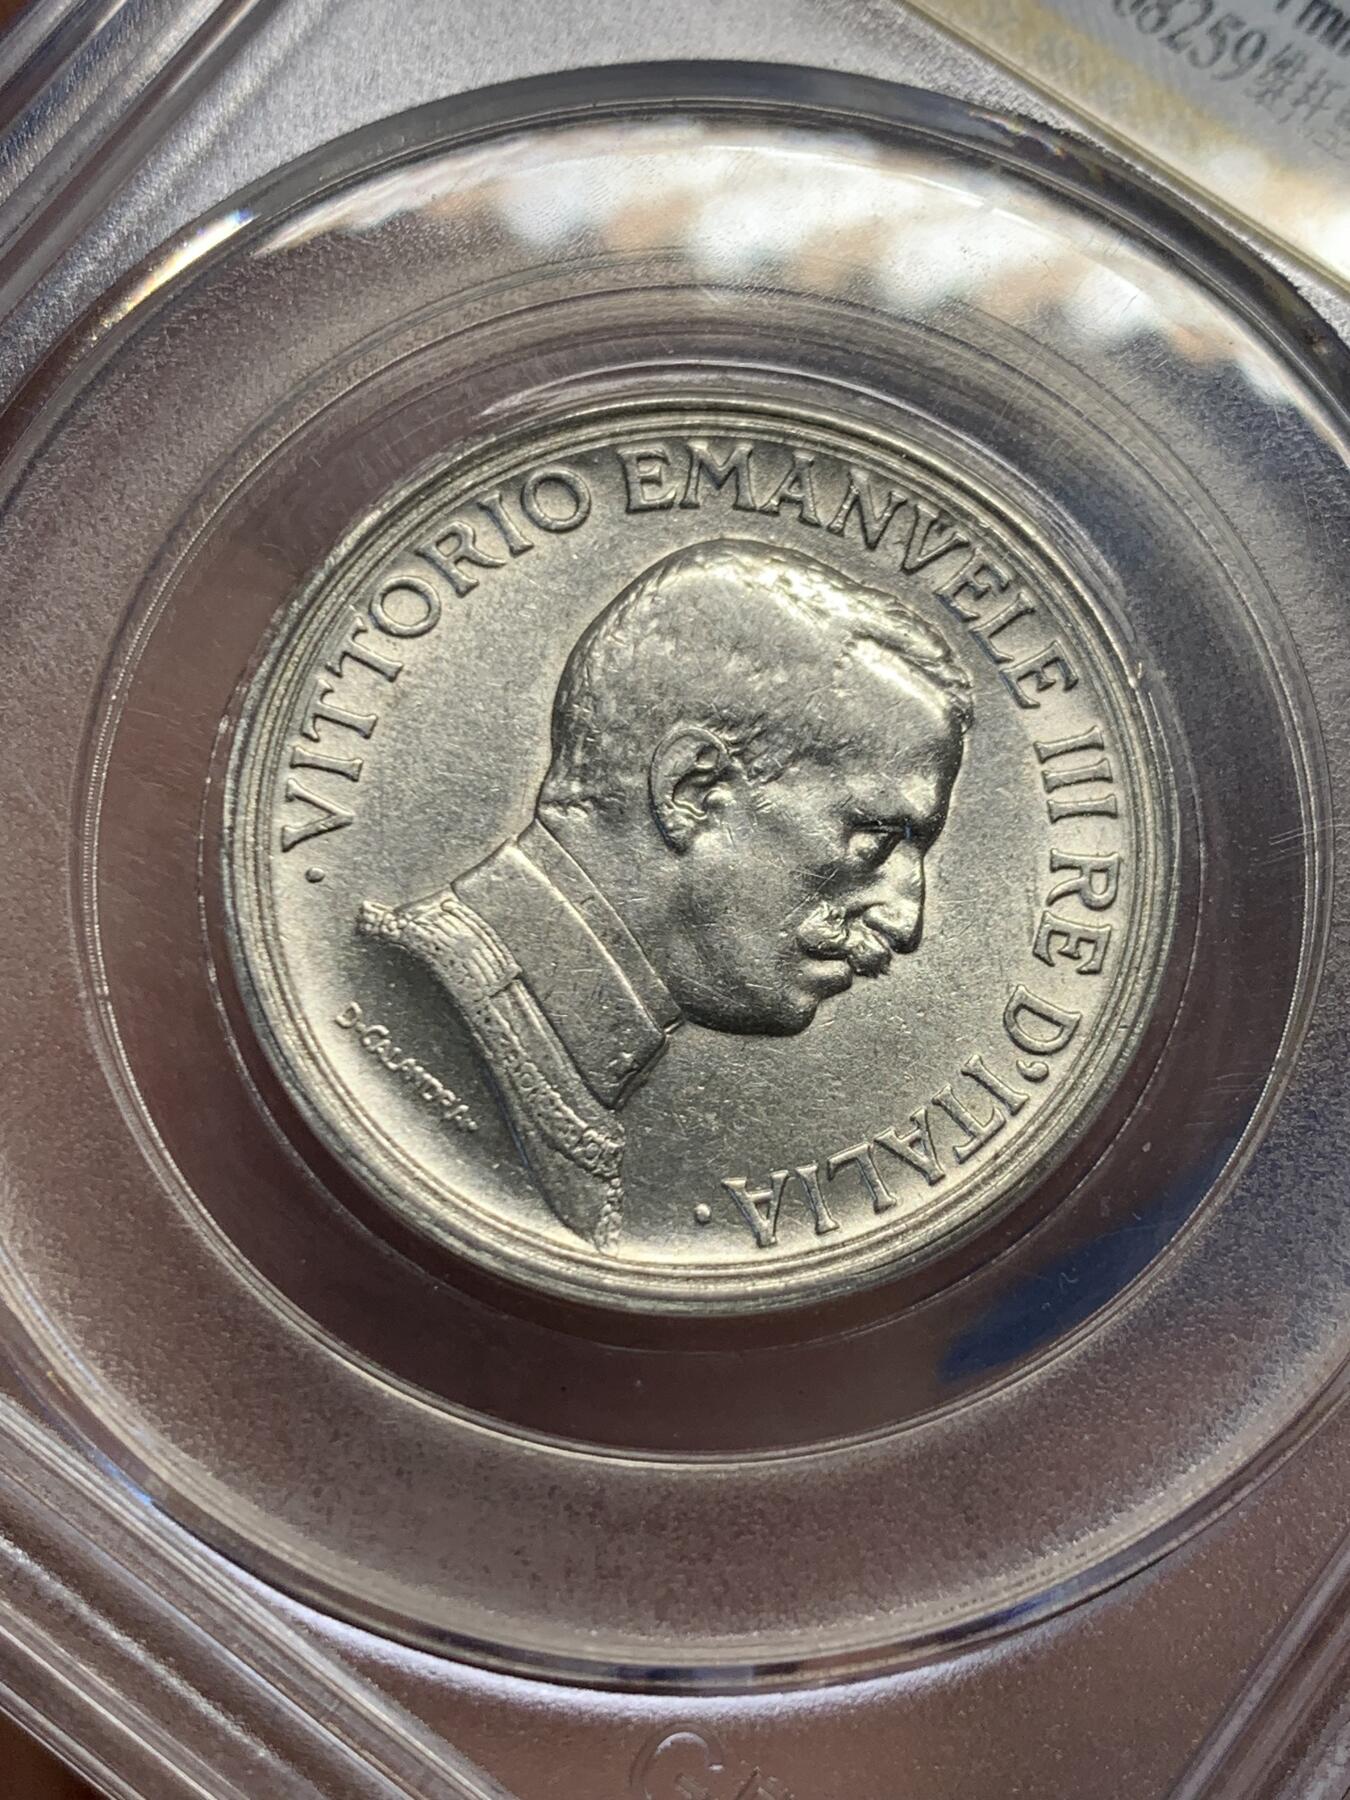 · VITTORIO EMANVELE III RE D'ITALIA ·
D·CALANDRA